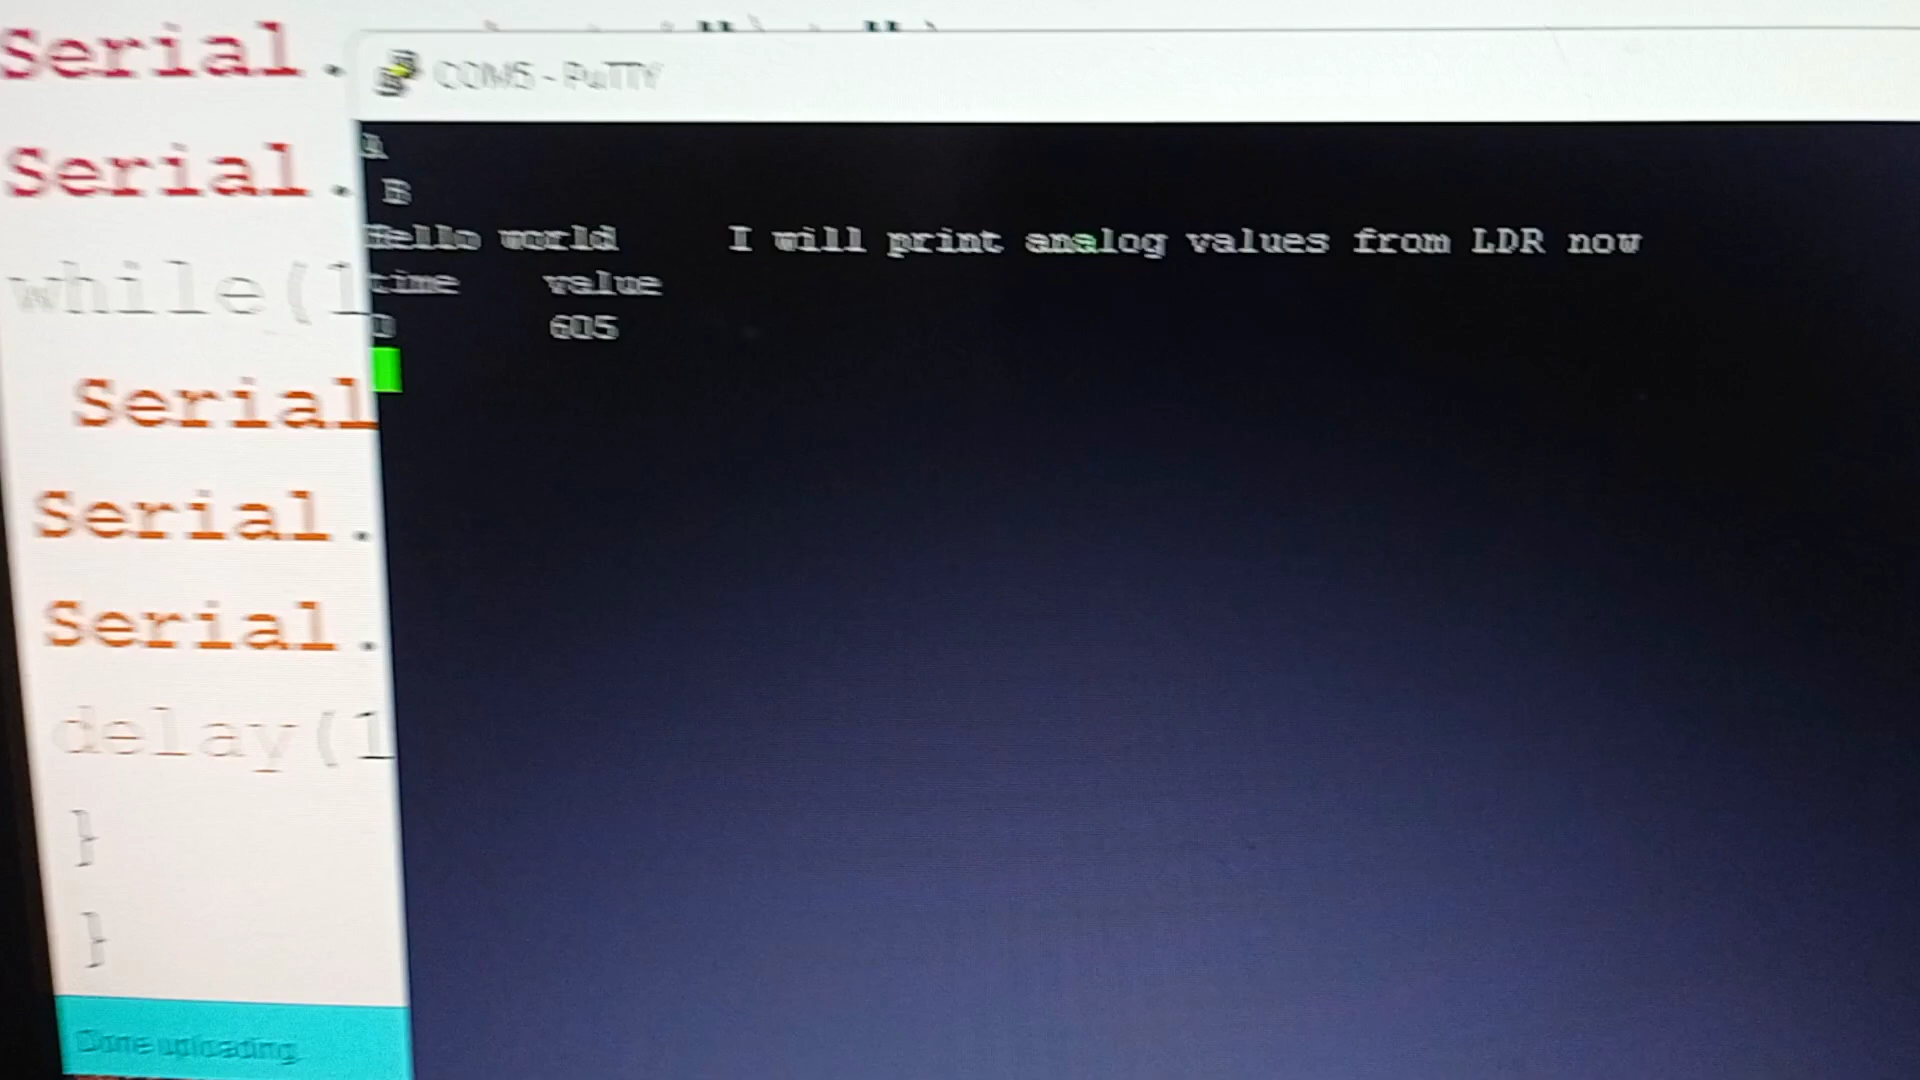 Serial.
COM5 - PuTTY
Serial.
A
B
Hello world I will print analog values from LDR now
while(1
time value
0 605
Serial
Serial.
Serial.
delay(1
}
}
Done uploading.